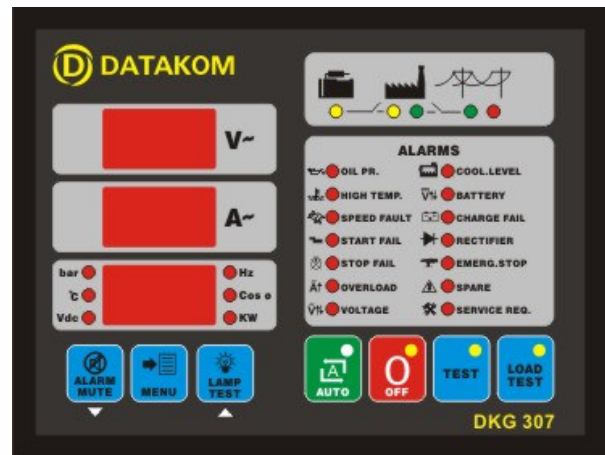 DATAKOM
V~
A~
bar
Hz
°C
Cos φ
Vdc
KW
ALARM MUTE
MENU
LAMP TEST
ALARMS
OIL PR.
COOL.LEVEL
HIGH TEMP.
BATTERY
SPEED FAULT
CHARGE FAIL
START FAIL
RECTIFIER
STOP FAIL
EMERG.STOP
OVERLOAD
SPARE
VOLTAGE
SERVICE REQ.
AUTO
OFF
TEST
LOAD TEST
DKG 307